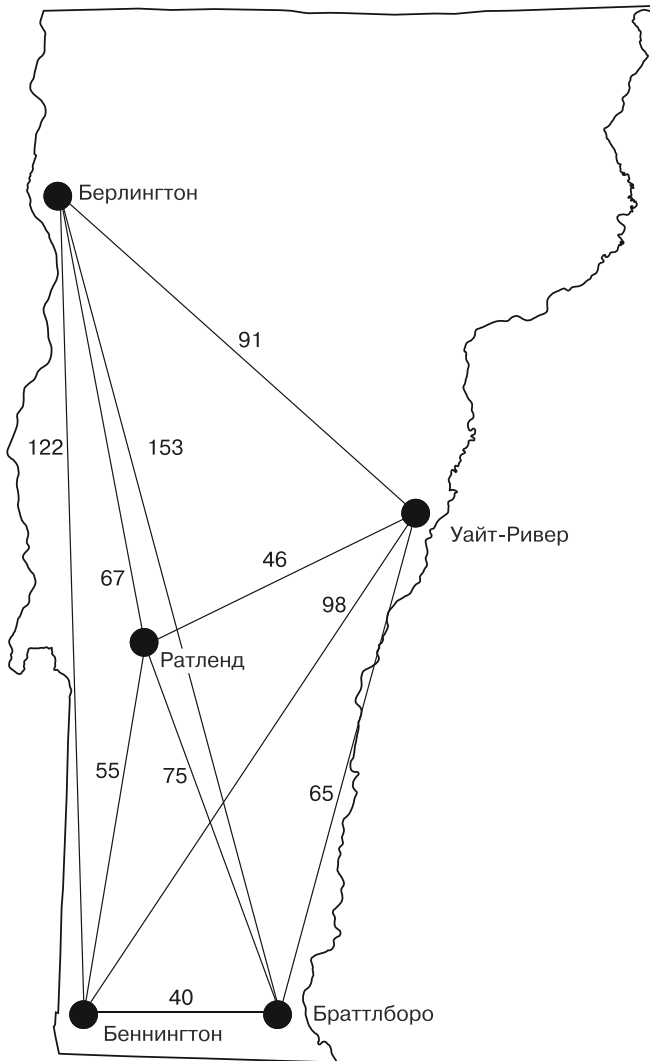 Берлингтон
91
122
153
Уайт-Ривер
46
67
98
Ратленд
55
75
65
40
Браттлборо
Беннингтон